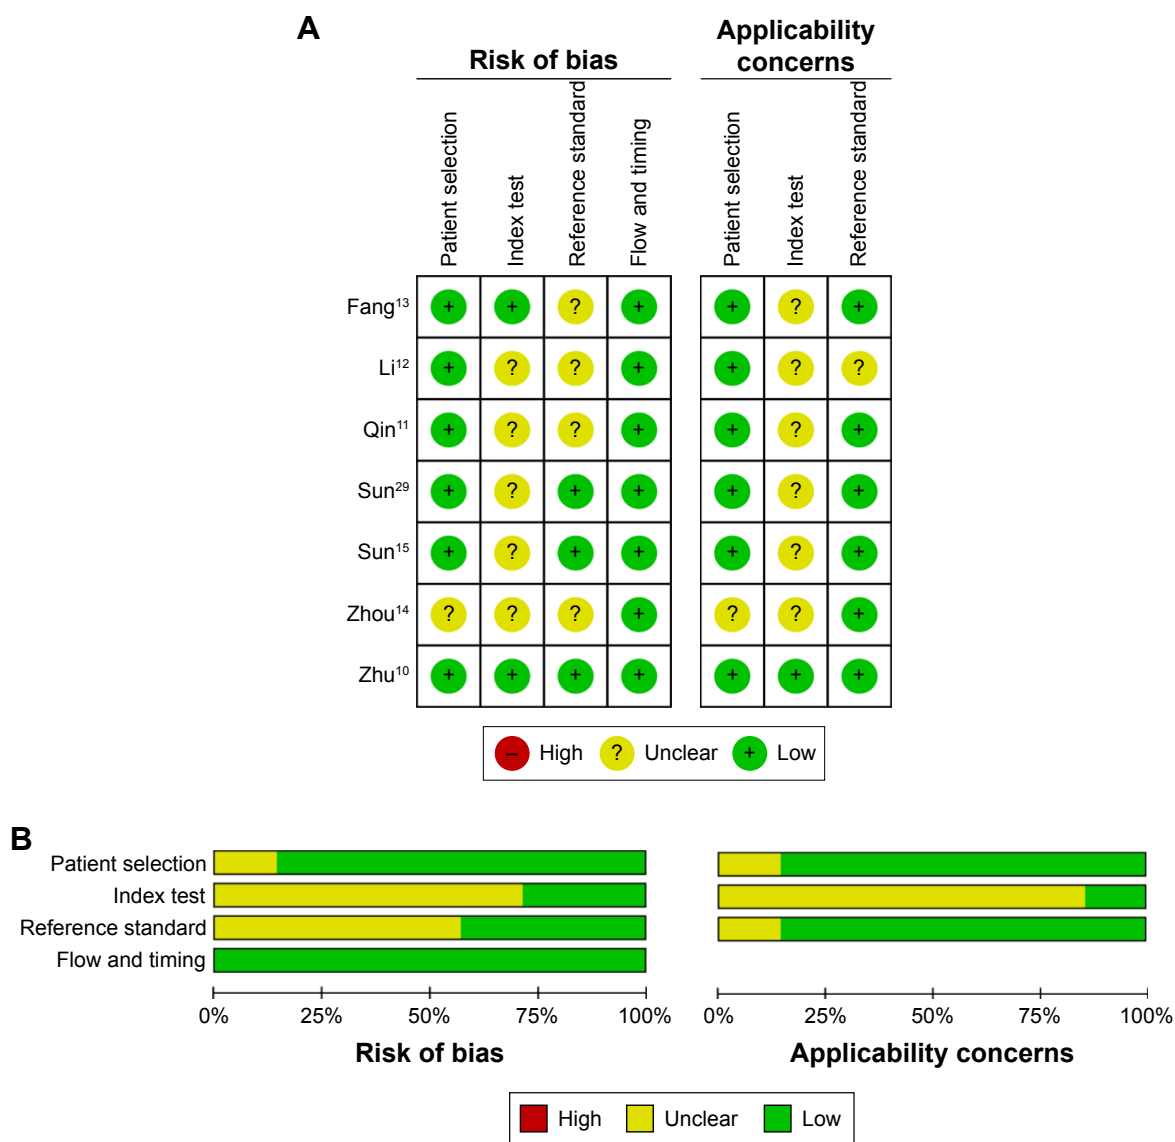 A
Risk of bias
Applicability
concerns
Patient selection
Index test
Reference standard
Flow and timing
Patient selection
Index test
Reference standard
Fang¹³ + + ? + + ? +
Li¹² + ? ? + + ? ?
Qin¹¹ + ? ? + + ? +
Sun²⁹ + ? + + + ? +
Sun¹⁵ + ? + + + ? +
Zhou¹⁴ ? ? ? + ? ? +
Zhu¹⁰ + + + + + + +
– High ? Unclear + Low
B
Patient selection
Index test
Reference standard
Flow and timing
0% 25% 50% 75% 100%
0% 25% 50% 75% 100%
Risk of bias
Applicability concerns
High Unclear Low